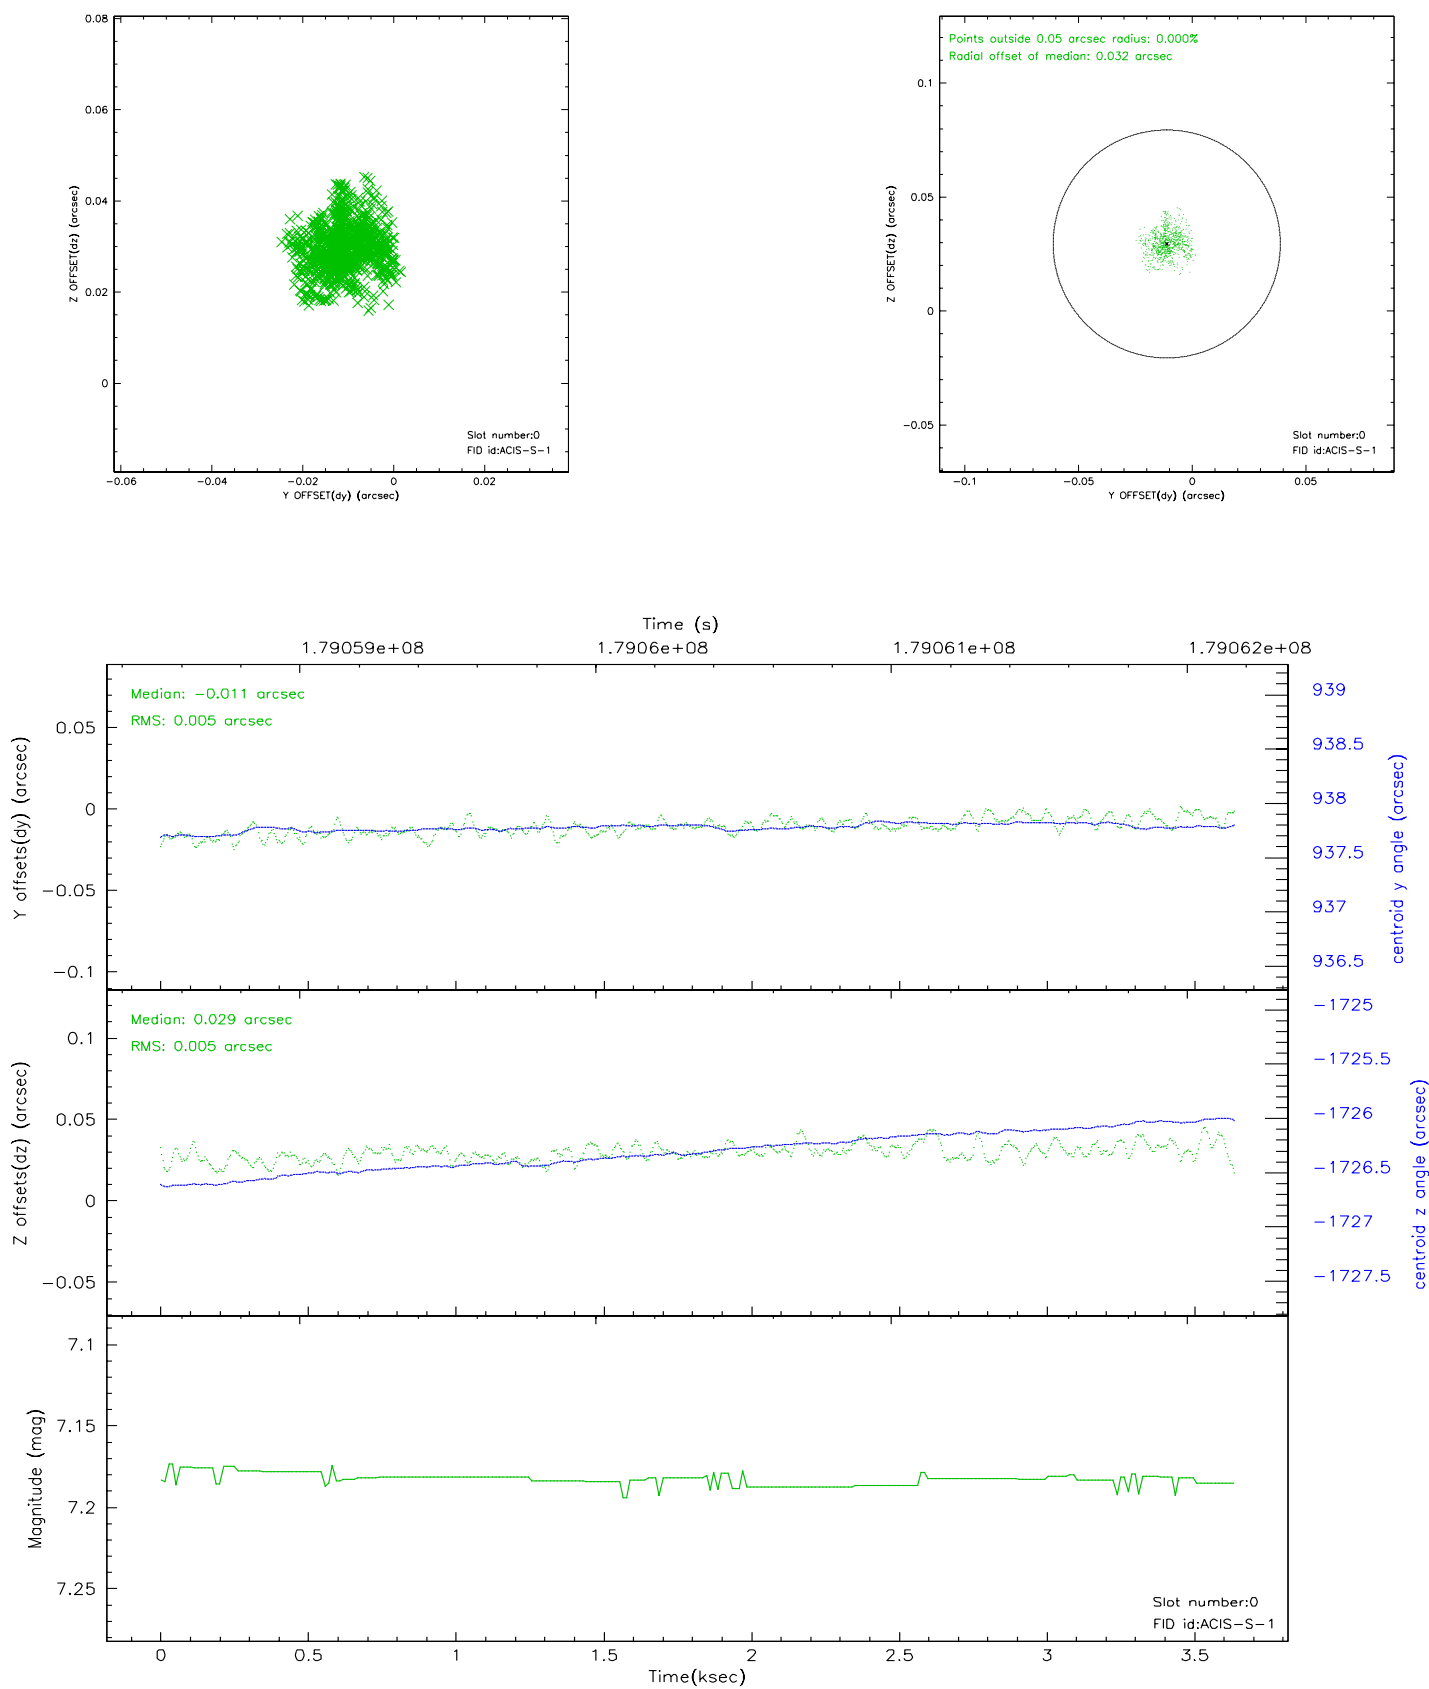 0.08
0.06
0.04
0.02
0
Z OFFSET(dz) (arcsec)
Slot number:0
FID id:ACIS-S-1
-0.06
-0.04
-0.02
0
0.02
Y OFFSET(dy) (arcsec)
Points outside 0.05 arcsec radius: 0.000%
Radial offset of median: 0.032 arcsec
0.1
0.05
0
-0.05
Z OFFSET(dz) (arcsec)
Slot number:0
FID id:ACIS-S-1
-0.1
-0.05
0
0.05
Y OFFSET(dy) (arcsec)
Time (s)
1.79059e+08
1.7906e+08
1.79061e+08
1.79062e+08
Median: -0.011 arcsec
RMS: 0.005 arcsec
0.05
0
-0.05
-0.1
Y offsets(dy) (arcsec)
939
938.5
938
937.5
937
936.5
centroid y angle (arcsec)
Median: 0.029 arcsec
RMS: 0.005 arcsec
0.1
0.05
0
-0.05
Z offsets(dz) (arcsec)
-1725
-1725.5
-1726
-1726.5
-1727
-1727.5
centroid z angle (arcsec)
7.1
7.15
7.2
7.25
Magnitude (mag)
Slot number:0
FID id:ACIS-S-1
0
0.5
1
1.5
2
2.5
3
3.5
Time(ksec)